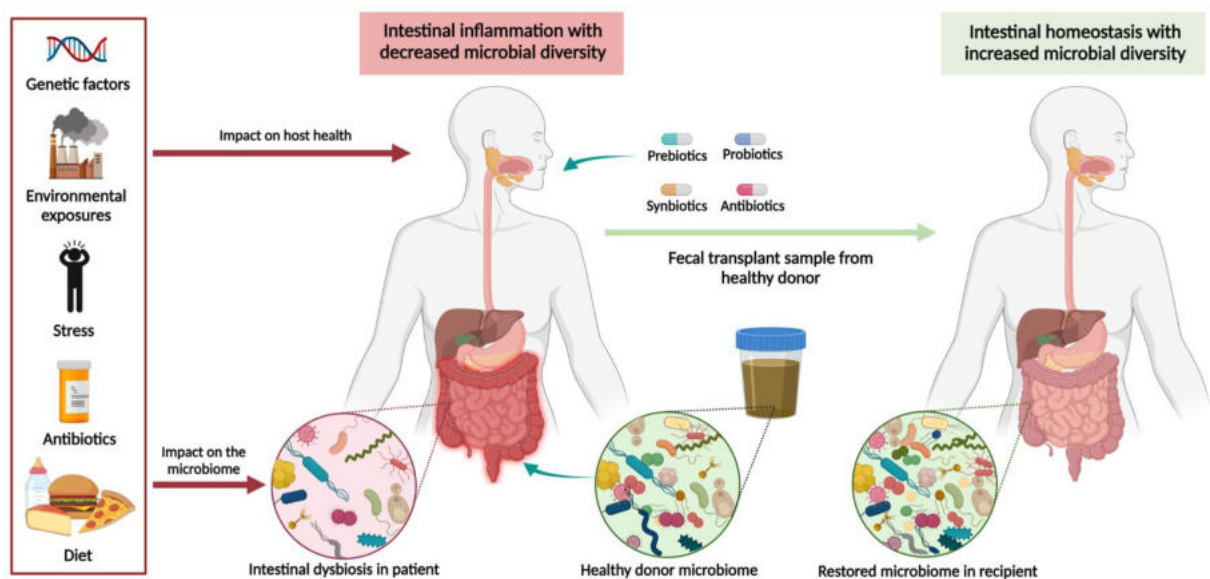 Genetic factors
Environmental
exposures
Stress
Antibiotics
Diet
Impact on host health
Impact on the
microbiome
Intestinal inflammation with
decreased microbial diversity
Prebiotics
Probiotics
Synbiotics
Antibiotics
Fecal transplant sample from
healthy donor
Intestinal homeostasis with
increased microbial diversity
Intestinal dysbiosis in patient
Healthy donor microbiome
Restored microbiome in recipient